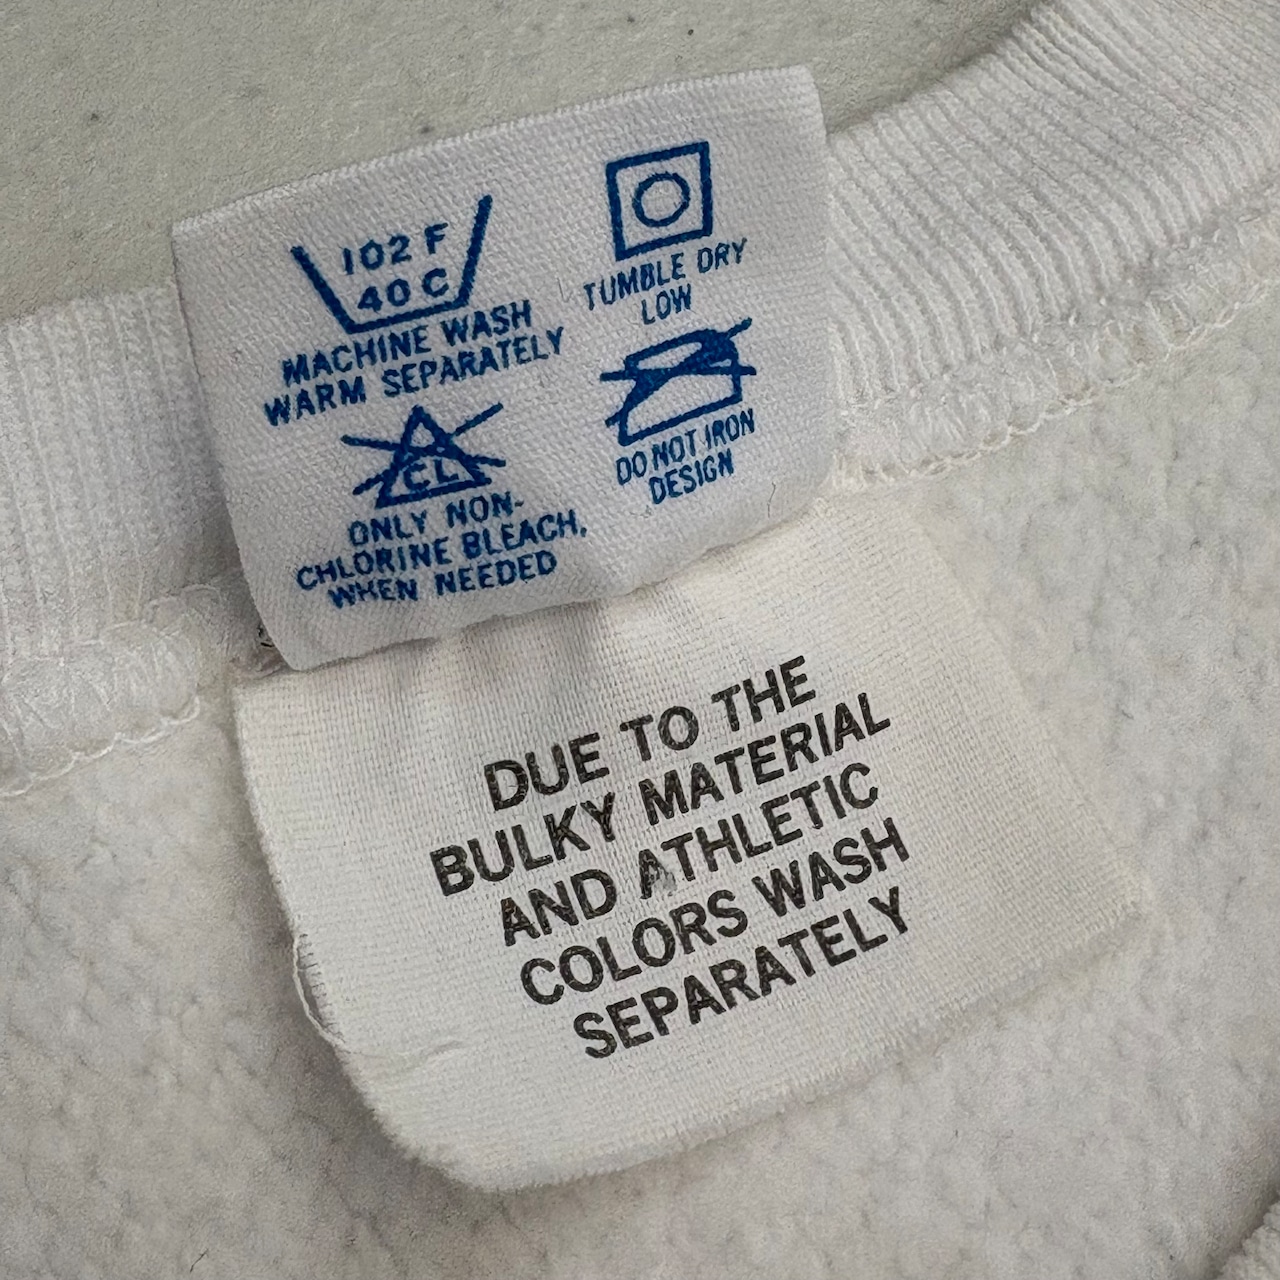 102 F
40 C
MACHINE WASH
WARM SEPARATELY
CL
ONLY NON-
CHLORINE BLEACH,
WHEN NEEDED
TUMBLE DRY
LOW
DO NOT IRON
DESIGN
DUE TO THE
BULKY MATERIAL
AND ATHLETIC
COLORS WASH
SEPARATELY